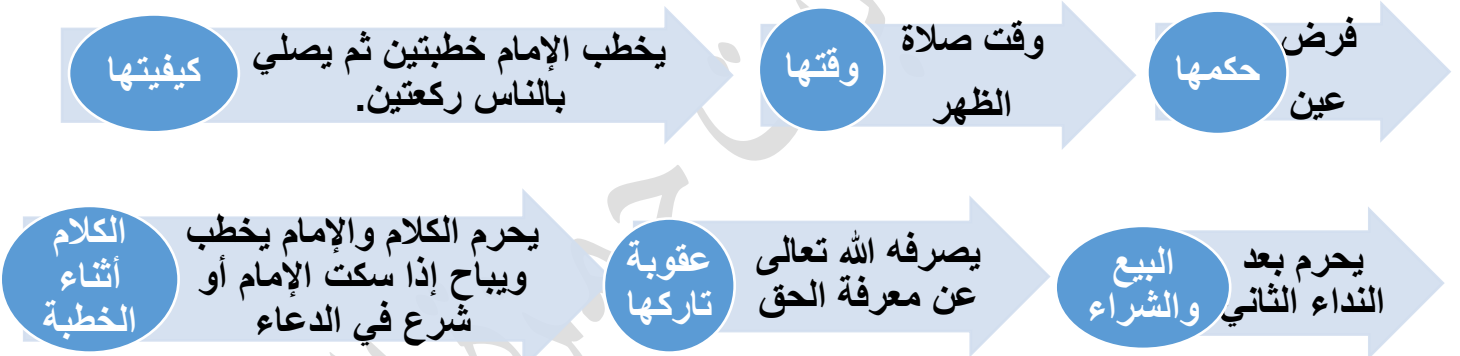 حكمها
فرض
عين
وقتها
وقت صلاة
الظهر
كيفيتها
يخطب الإمام خطبتين ثم يصلي
بالناس ركعتين.
البيع
والشراء
يحرم بعد
النداء الثاني
عقوبة
تاركها
يصرفه الله تعالى
عن معرفة الحق
الكلام
أثناء
الخطبة
يحرم الكلام والإمام يخطب
ويباح إذا سكت الإمام أو
شرع في الدعاء